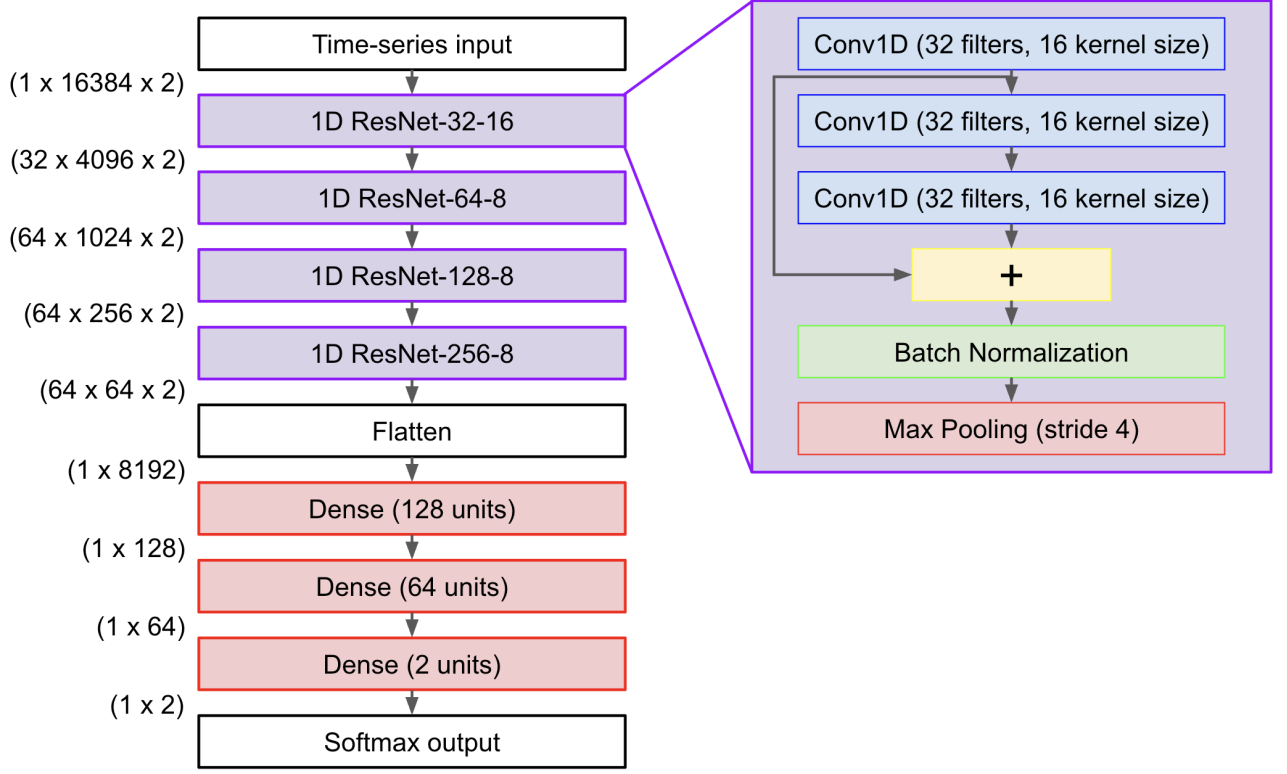 Time-series input
(1 x 16384 x 2)
1D ResNet-32-16
(32 x 4096 x 2)
1D ResNet-64-8
(64 x 1024 x 2)
1D ResNet-128-8
(64 x 256 x 2)
1D ResNet-256-8
(64 x 64 x 2)
Flatten
(1 x 8192)
Dense (128 units)
(1 x 128)
Dense (64 units)
(1 x 64)
Dense (2 units)
(1 x 2)
Softmax output
Conv1D (32 filters, 16 kernel size)
Conv1D (32 filters, 16 kernel size)
Conv1D (32 filters, 16 kernel size)
+
Batch Normalization
Max Pooling (stride 4)